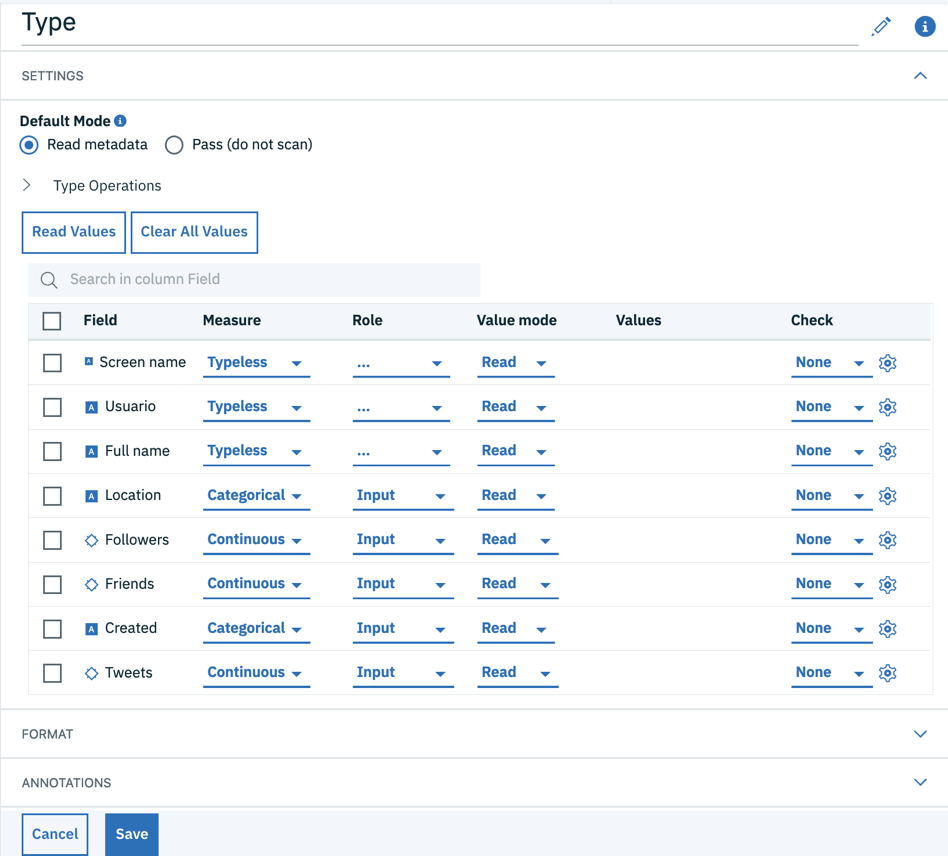 Type
SETTINGS
Default Mode
Read metadata Pass (do not scan)
Type Operations
Read Values Clear All Values
Search in column Field
Field Measure Role Value mode Values Check
A Screen name Typeless ... Read None
A Usuario Typeless ... Read None
A Full name Typeless ... Read None
A Location Categorical Input Read None
Followers Continuous Input Read None
Friends Continuous Input Read None
A Created Categorical Input Read None
Tweets Continuous Input Read None
FORMAT
ANNOTATIONS
Cancel Save